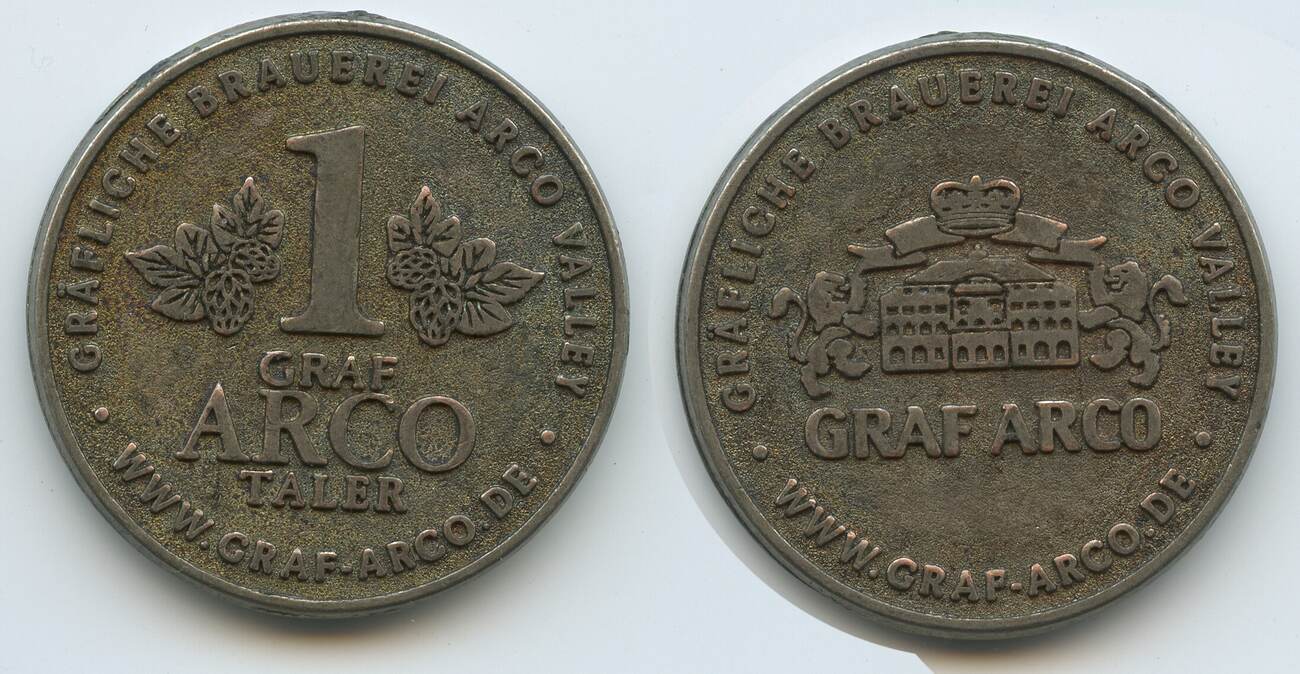 GRÄFLICHE BRAUEREI ARCO VALLEY
1
GRAF
ARCO
TALER
WWW.GRAF-ARCO.DE
GRÄFLICHE BRAUEREI ARCO VALLEY
GRAF ARCO
WWW.GRAF-ARCO.DE